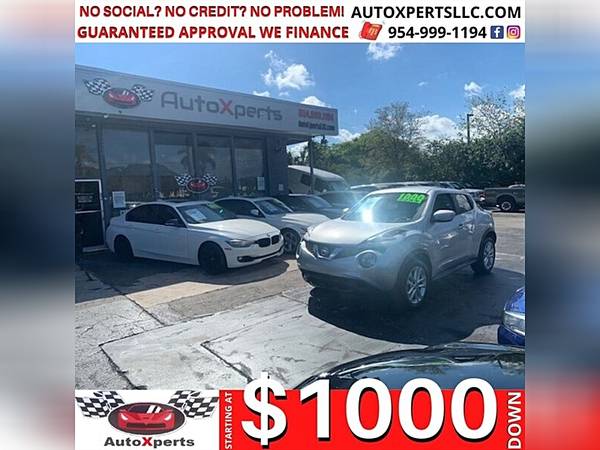 NO SOCIAL? NO CREDIT? NO PROBLEM! AUTOXPERTSLLC.COM
GUARANTEED APPROVAL WE FINANCE 954-999-1194
AutoXperts
1000
AutoXperts
STARTING AT $1000 DOWN